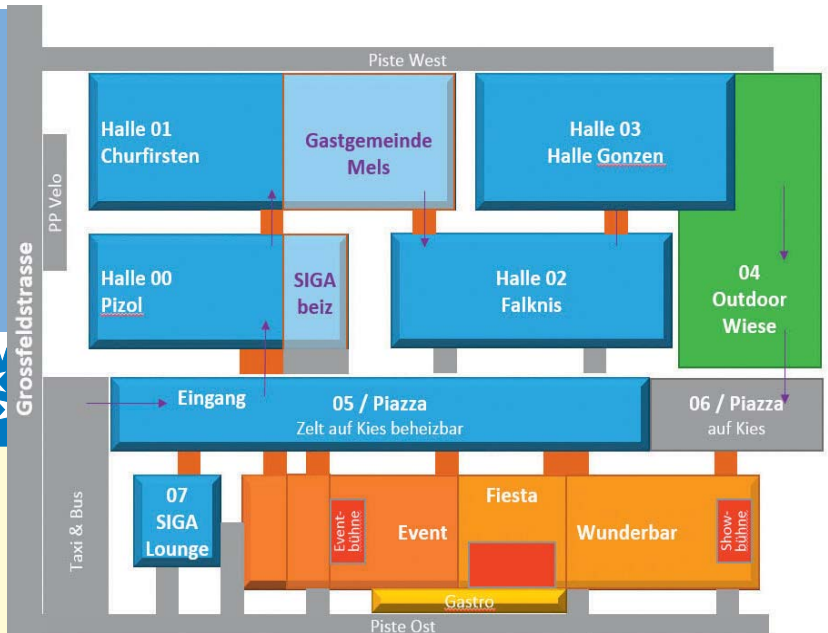 Piste West
Halle 01
Churfirsten
Gastgemeinde
Mels
Halle 03
Halle Gonzen
PP Velo
Grossfeldstrasse
Halle 00
Pizol
SIGA
beiz
Halle 02
Falknis
04
Outdoor
Wiese
Eingang
05 / Piazza
Zelt auf Kies beheizbar
06 / Piazza
auf Kies
Taxi & Bus
07
SIGA
Lounge
Event-
bühne
Event
Fiesta
Wunderbar
Show-
bühne
Gastro
Piste Ost